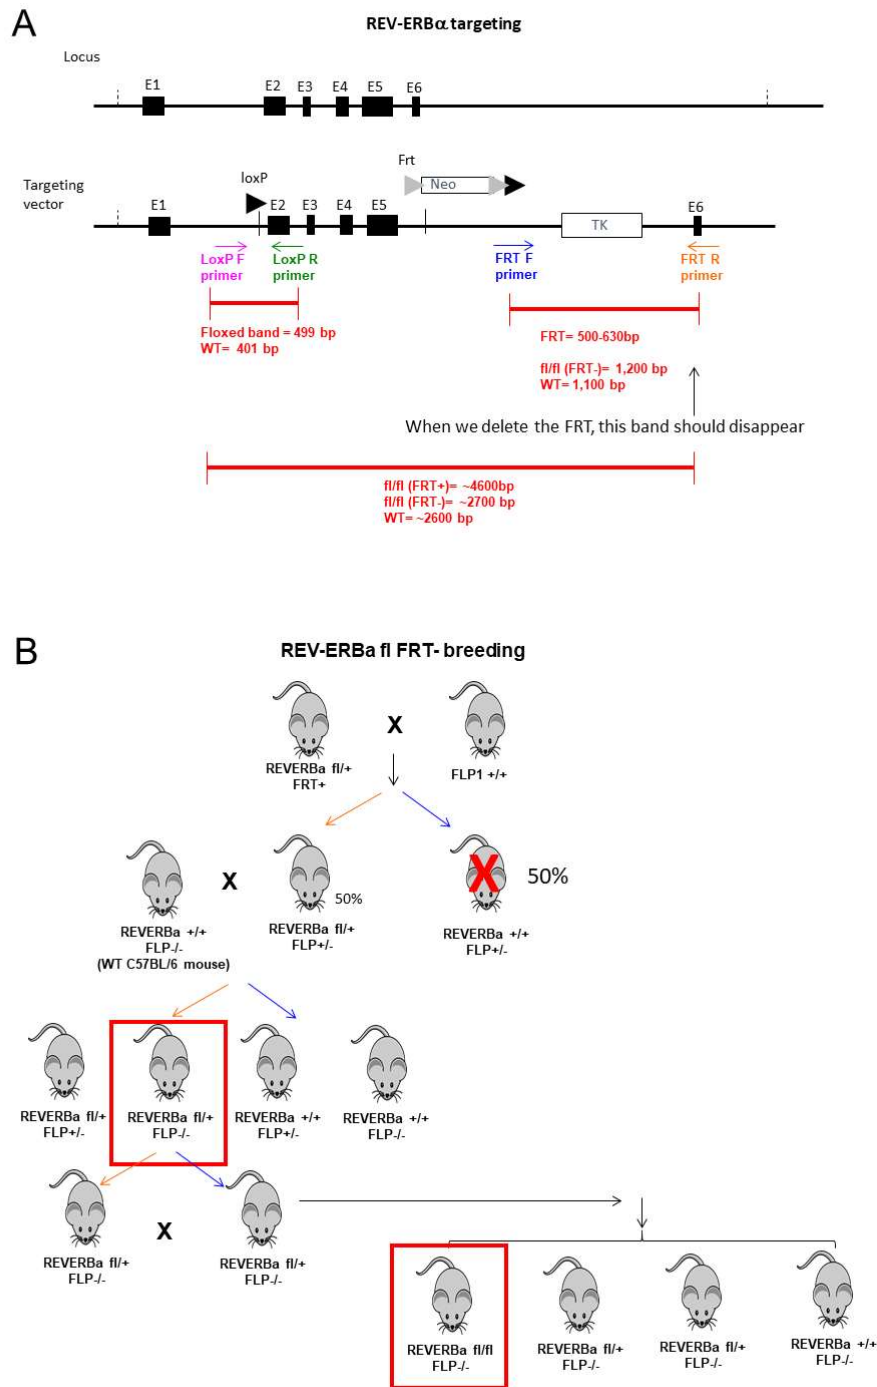 A
REV-ERBα targeting
Locus
E1
E2
E3
E4
E5
E6
Targeting
vector
E1
loxP
E2
E3
E4
E5
Frt
Neo
TK
E6
LoxP F
primer
LoxP R
primer
FRT F
primer
FRT R
primer
Floxed band = 499 bp
WT= 401 bp
FRT= 500-630bp
fl/fl (FRT-)= 1,200 bp
WT= 1,100 bp
When we delete the FRT, this band should disappear
fl/fl (FRT+)= ~4600bp
fl/fl (FRT-)= ~2700 bp
WT= ~2600 bp
B
REV-ERBa fl FRT- breeding
X
REVERBa fl/+
FRT+
FLP1 +/+
X
50%
X
50%
REVERBa +/+
FLP-/-
(WT C57BL/6 mouse)
REVERBa fl/+
FLP+/-
REVERBa +/+
FLP+/-
REVERBa fl/+
FLP+/-
REVERBa fl/+
FLP-/-
REVERBa +/+
FLP+/-
REVERBa +/+
FLP-/-
X
REVERBa fl/+
FLP-/-
REVERBa fl/+
FLP-/-
REVERBa fl/fl
FLP-/-
REVERBa fl/+
FLP-/-
REVERBa fl/+
FLP-/-
REVERBa +/+
FLP-/-